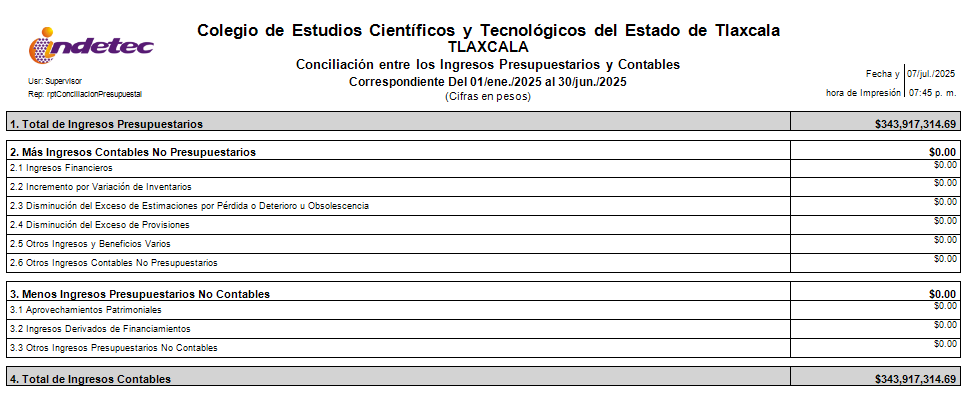 indetec
Colegio de Estudios Científicos y Tecnológicos del Estado de Tlaxcala
TLAXCALA
Conciliación entre los Ingresos Presupuestarios y Contables
Correspondiente Del 01/ene./2025 al 30/jun./2025
(Cifras en pesos)
Usr: Supervisor
Rep: rptConciliacionPresupuestal
Fecha y 07/jul./2025
hora de Impresión 07:45 p. m.
1. Total de Ingresos Presupuestarios $343,917,314.69
2. Más Ingresos Contables No Presupuestarios $0.00
2.1 Ingresos Financieros $0.00
2.2 Incremento por Variación de Inventarios $0.00
2.3 Disminución del Exceso de Estimaciones por Pérdida o Deterioro u Obsolescencia $0.00
2.4 Disminución del Exceso de Provisiones $0.00
2.5 Otros Ingresos y Beneficios Varios $0.00
2.6 Otros Ingresos Contables No Presupuestarios $0.00
3. Menos Ingresos Presupuestarios No Contables $0.00
3.1 Aprovechamientos Patrimoniales $0.00
3.2 Ingresos Derivados de Financiamientos $0.00
3.3 Otros Ingresos Presupuestarios No Contables $0.00
4. Total de Ingresos Contables $343,917,314.69